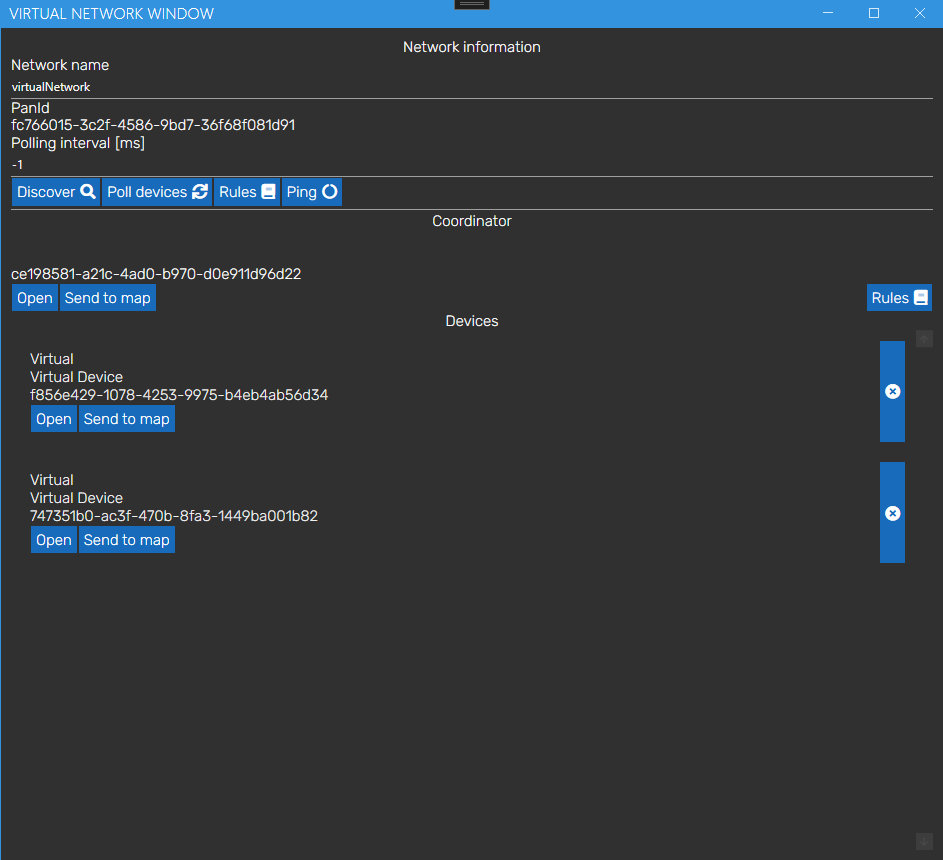 VIRTUAL NETWORK WINDOW
Network information
Network name
virtualNetwork
PanId
fc766015-3c2f-4586-9bd7-36f68f081d91
Polling interval [ms]
-1
Discover Poll devices Rules Ping
Coordinator
ce198581-a21c-4ad0-b970-d0e911d96d22
Open Send to map Rules
Devices
Virtual
Virtual Device
f856e429-1078-4253-9975-b4eb4ab56d34
Open Send to map
Virtual
Virtual Device
747351b0-ac3f-470b-8fa3-1449ba001b82
Open Send to map